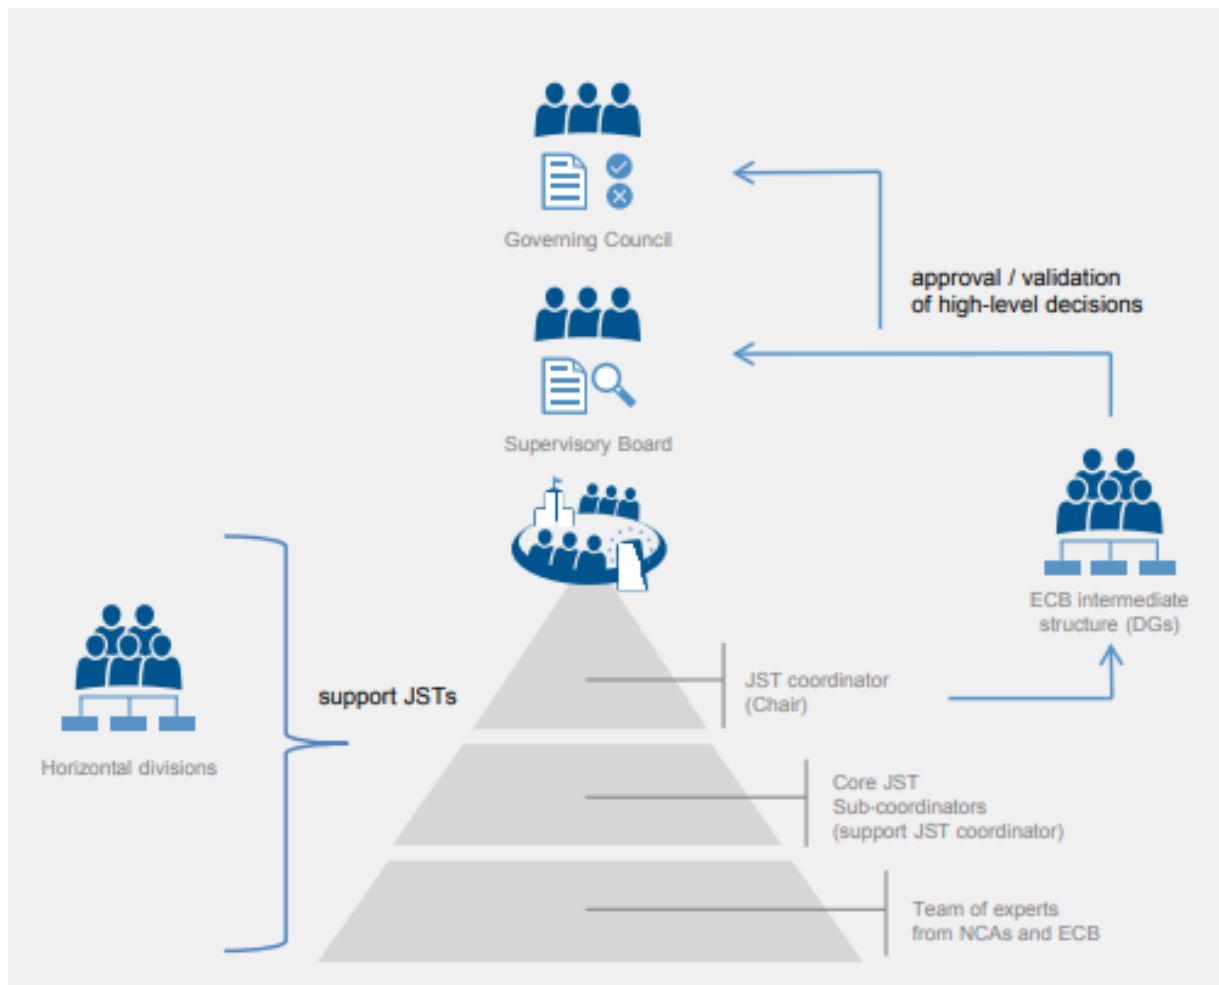 Governing Council
approval / validation
of high-level decisions
Supervisory Board
ECB intermediate
structure (DGs)
support JSTs
JST coordinator
(Chair)
Horizontal divisions
Core JST
Sub-coordinators
(support JST coordinator)
Team of experts
from NCAs and ECB